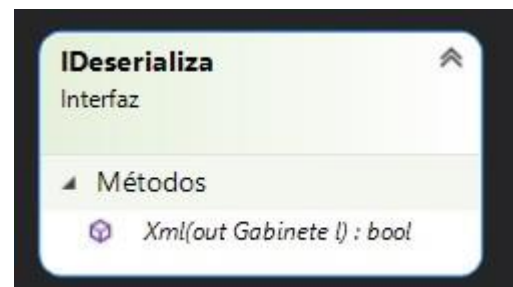 IDeserializa
Interfaz
Métodos
Xml(out Gabinete l) : bool